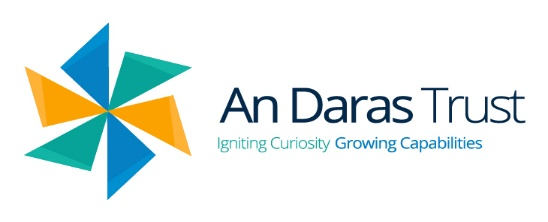 An Daras Trust
Igniting Curiosity Growing Capabilities